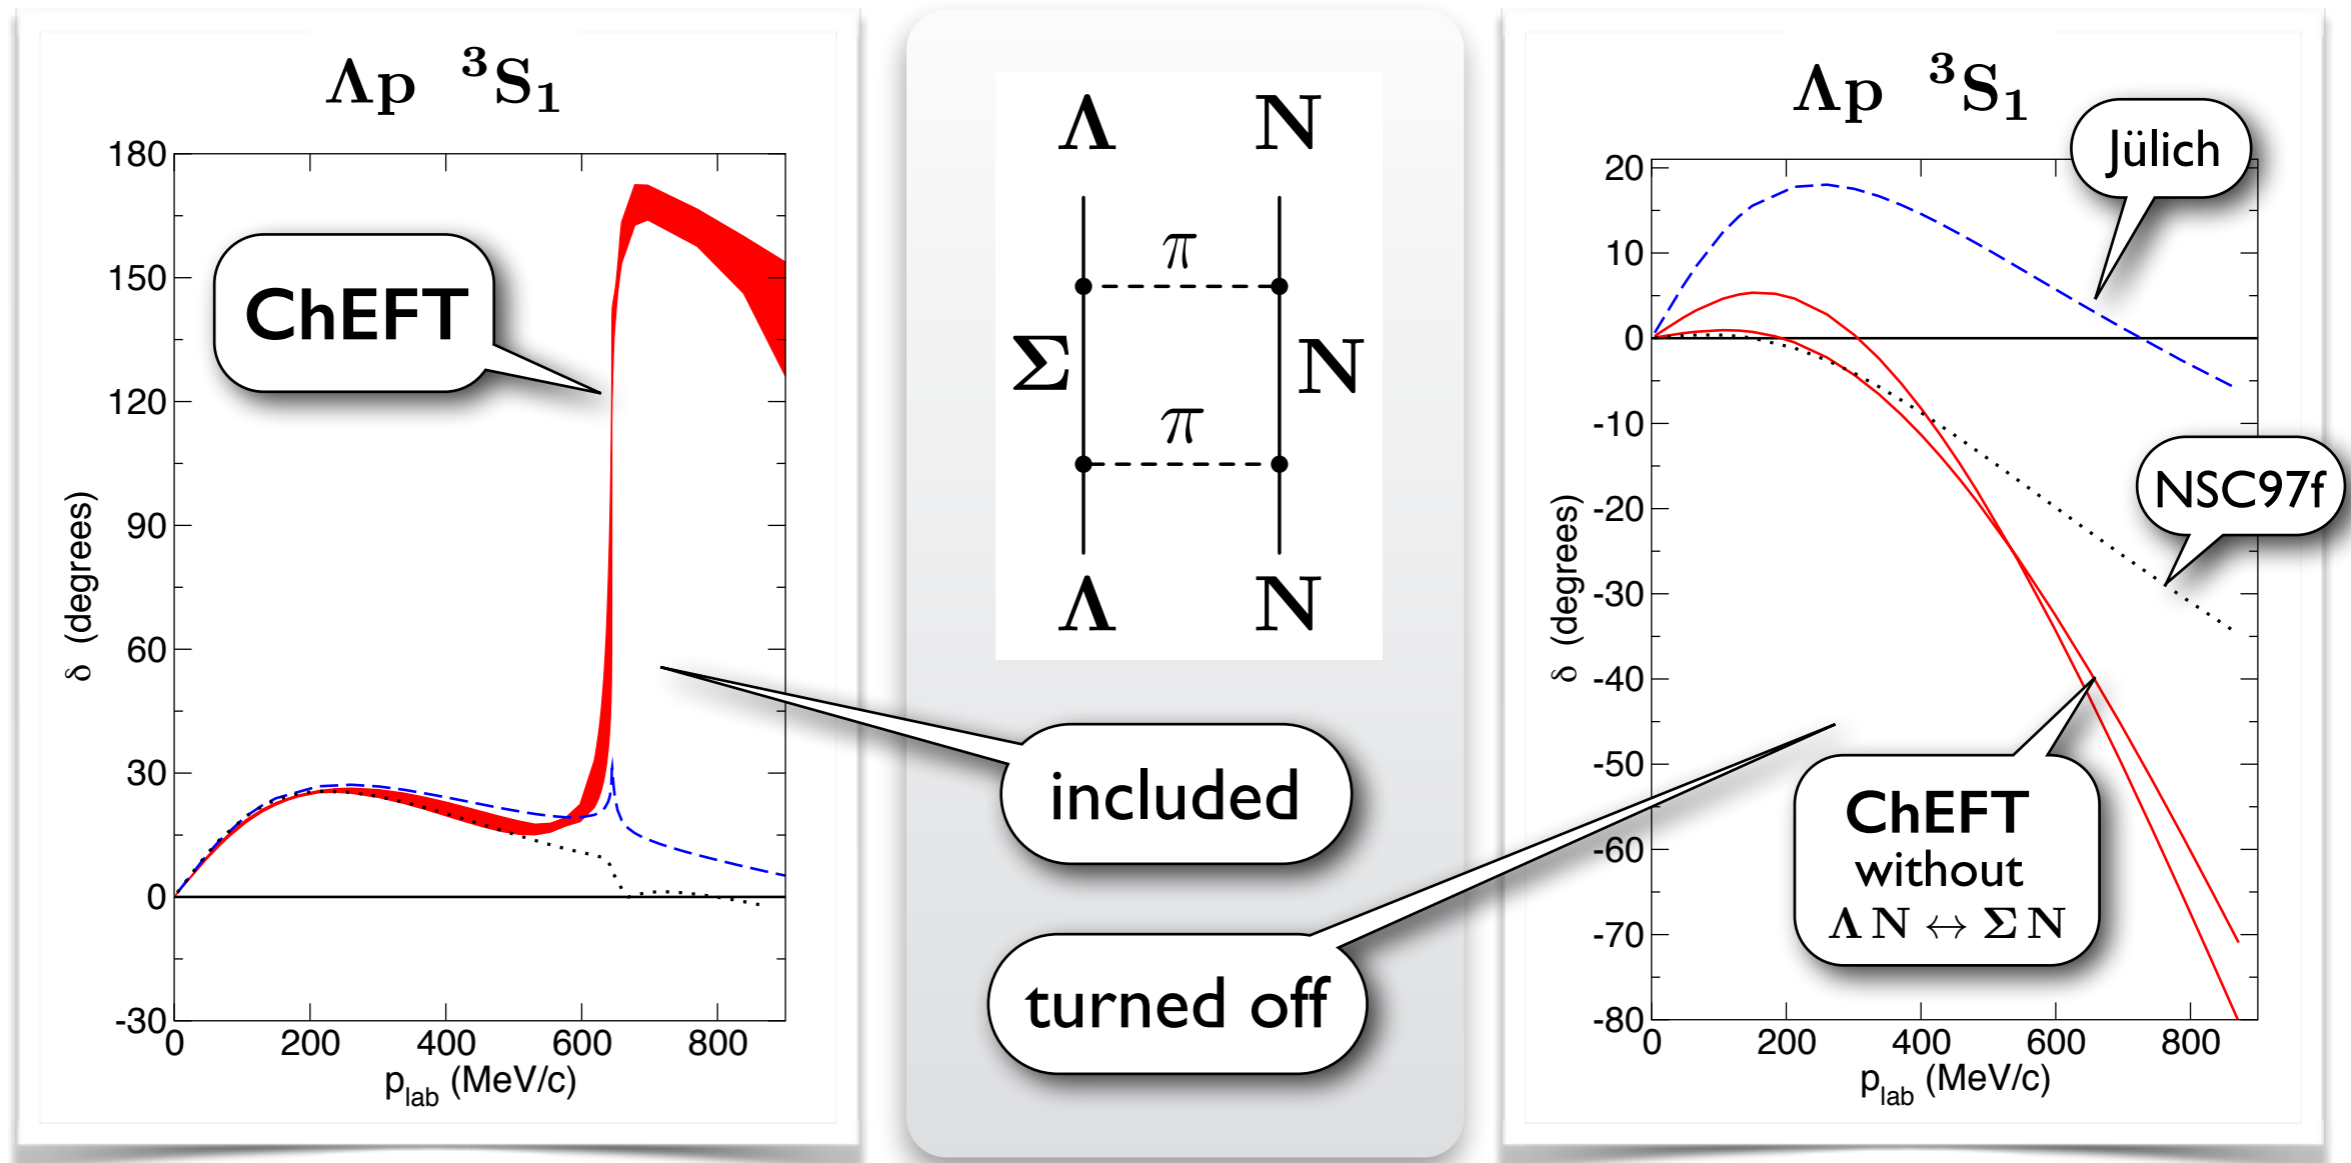 Λp ³S₁
180
150
120
90
60
30
0
-30
0 200 400 600 800
δ (degrees)
p_lab (MeV/c)
ChEFT
Λ N
π
Σ N
π
Λ N
included
turned off
Λp ³S₁
20
10
0
-10
-20
-30
-40
-50
-60
-70
-80
0 200 400 600 800
δ (degrees)
p_lab (MeV/c)
Jülich
NSC97f
ChEFT
without
Λ N ↔ Σ N